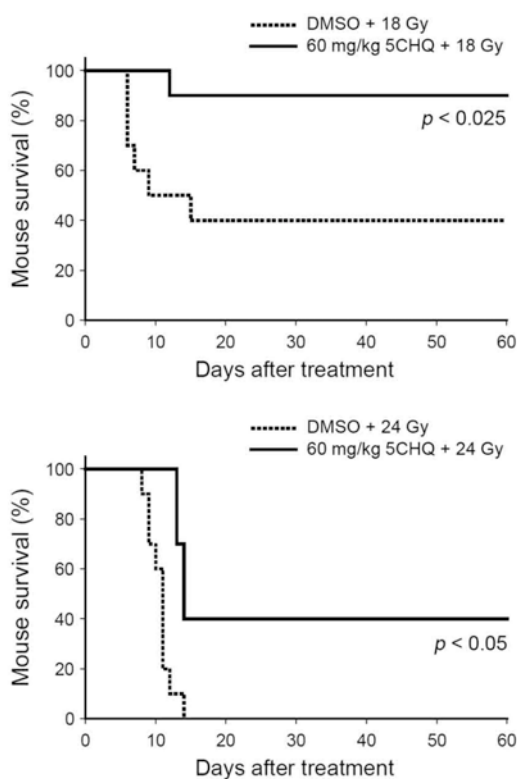 DMSO + 18 Gy
60 mg/kg 5CHQ + 18 Gy
100
80
60
40
20
0
Mouse survival (%)
p < 0.025
0 10 20 30 40 50 60
Days after treatment
DMSO + 24 Gy
60 mg/kg 5CHQ + 24 Gy
100
80
60
40
20
0
Mouse survival (%)
p < 0.05
0 10 20 30 40 50 60
Days after treatment